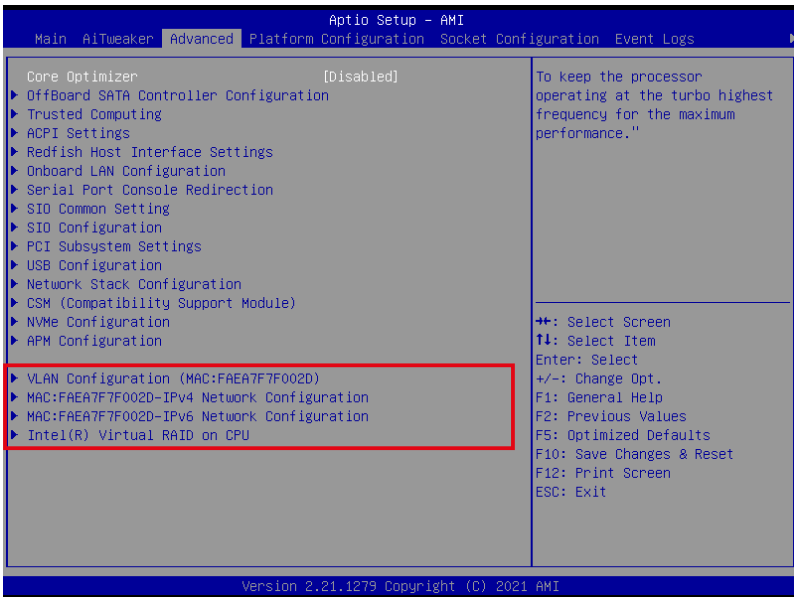 Aptio Setup - AMI
Main AiTweaker Advanced Platform Configuration Socket Configuration Event Logs
Core Optimizer [Disabled]
OffBoard SATA Controller Configuration
Trusted Computing
ACPI Settings
Redfish Host Interface Settings
Onboard LAN Configuration
Serial Port Console Redirection
SIO Common Setting
SIO Configuration
PCI Subsystem Settings
USB Configuration
Network Stack Configuration
CSM (Compatibility Support Module)
NVMe Configuration
APM Configuration
VLAN Configuration (MAC:FAEA7F7F002D)
MAC:FAEA7F7F002D-IPv4 Network Configuration
MAC:FAEA7F7F002D-IPv6 Network Configuration
Intel(R) Virtual RAID on CPU
To keep the processor
operating at the turbo highest
frequency for the maximum
performance."
→←: Select Screen
↑↓: Select Item
Enter: Select
+/-: Change Opt.
F1: General Help
F2: Previous Values
F5: Optimized Defaults
F10: Save Changes & Reset
F12: Print Screen
ESC: Exit
Version 2.21.1279 Copyright (C) 2021 AMI